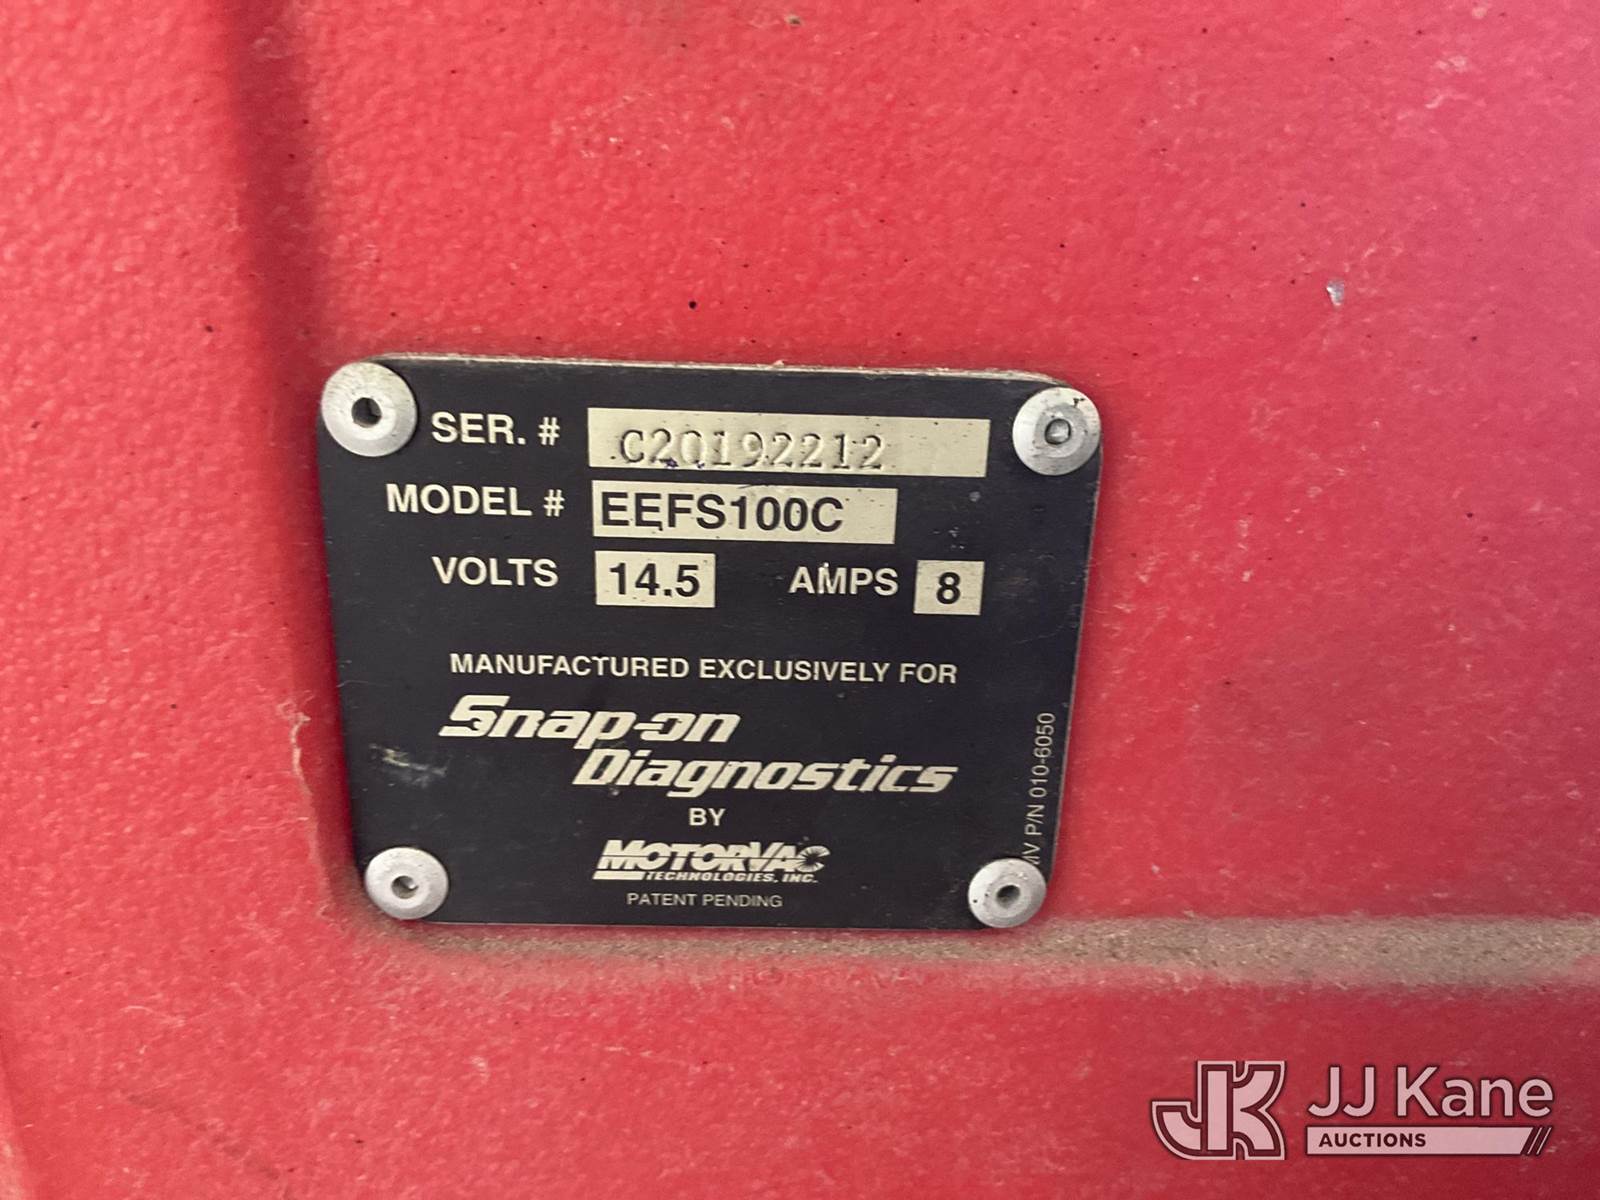 SER. # C20192212
MODEL # EEFS100C
VOLTS 14.5 AMPS 8
MANUFACTURED EXCLUSIVELY FOR
Snap-on
Diagnostics
BY
MOTORVAC
TECHNOLOGIES, INC.
PATENT PENDING
MV P/N 010-6050
JK JJ Kane
AUCTIONS